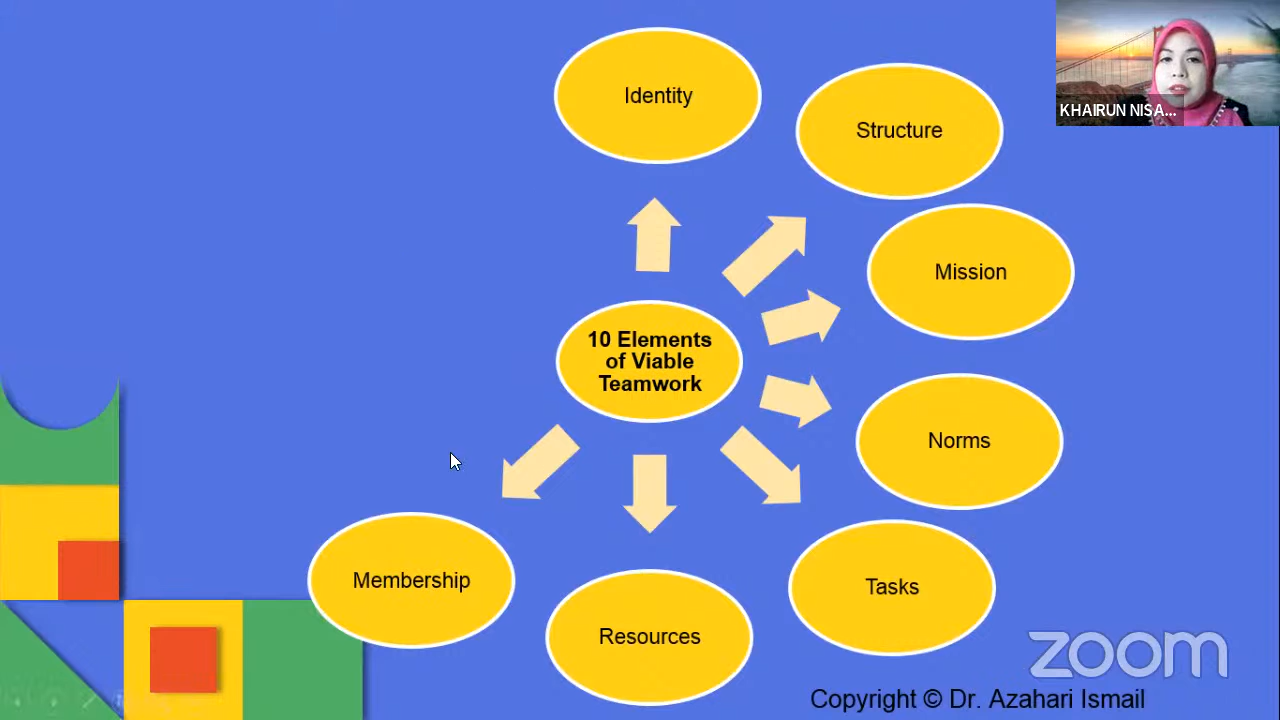 Identity
Structure
KHAIRUN NISA...
Mission
10 Elements
of Viable
Teamwork
Norms
Membership
Resources
Tasks
zoom
Copyright © Dr. Azahari Ismail